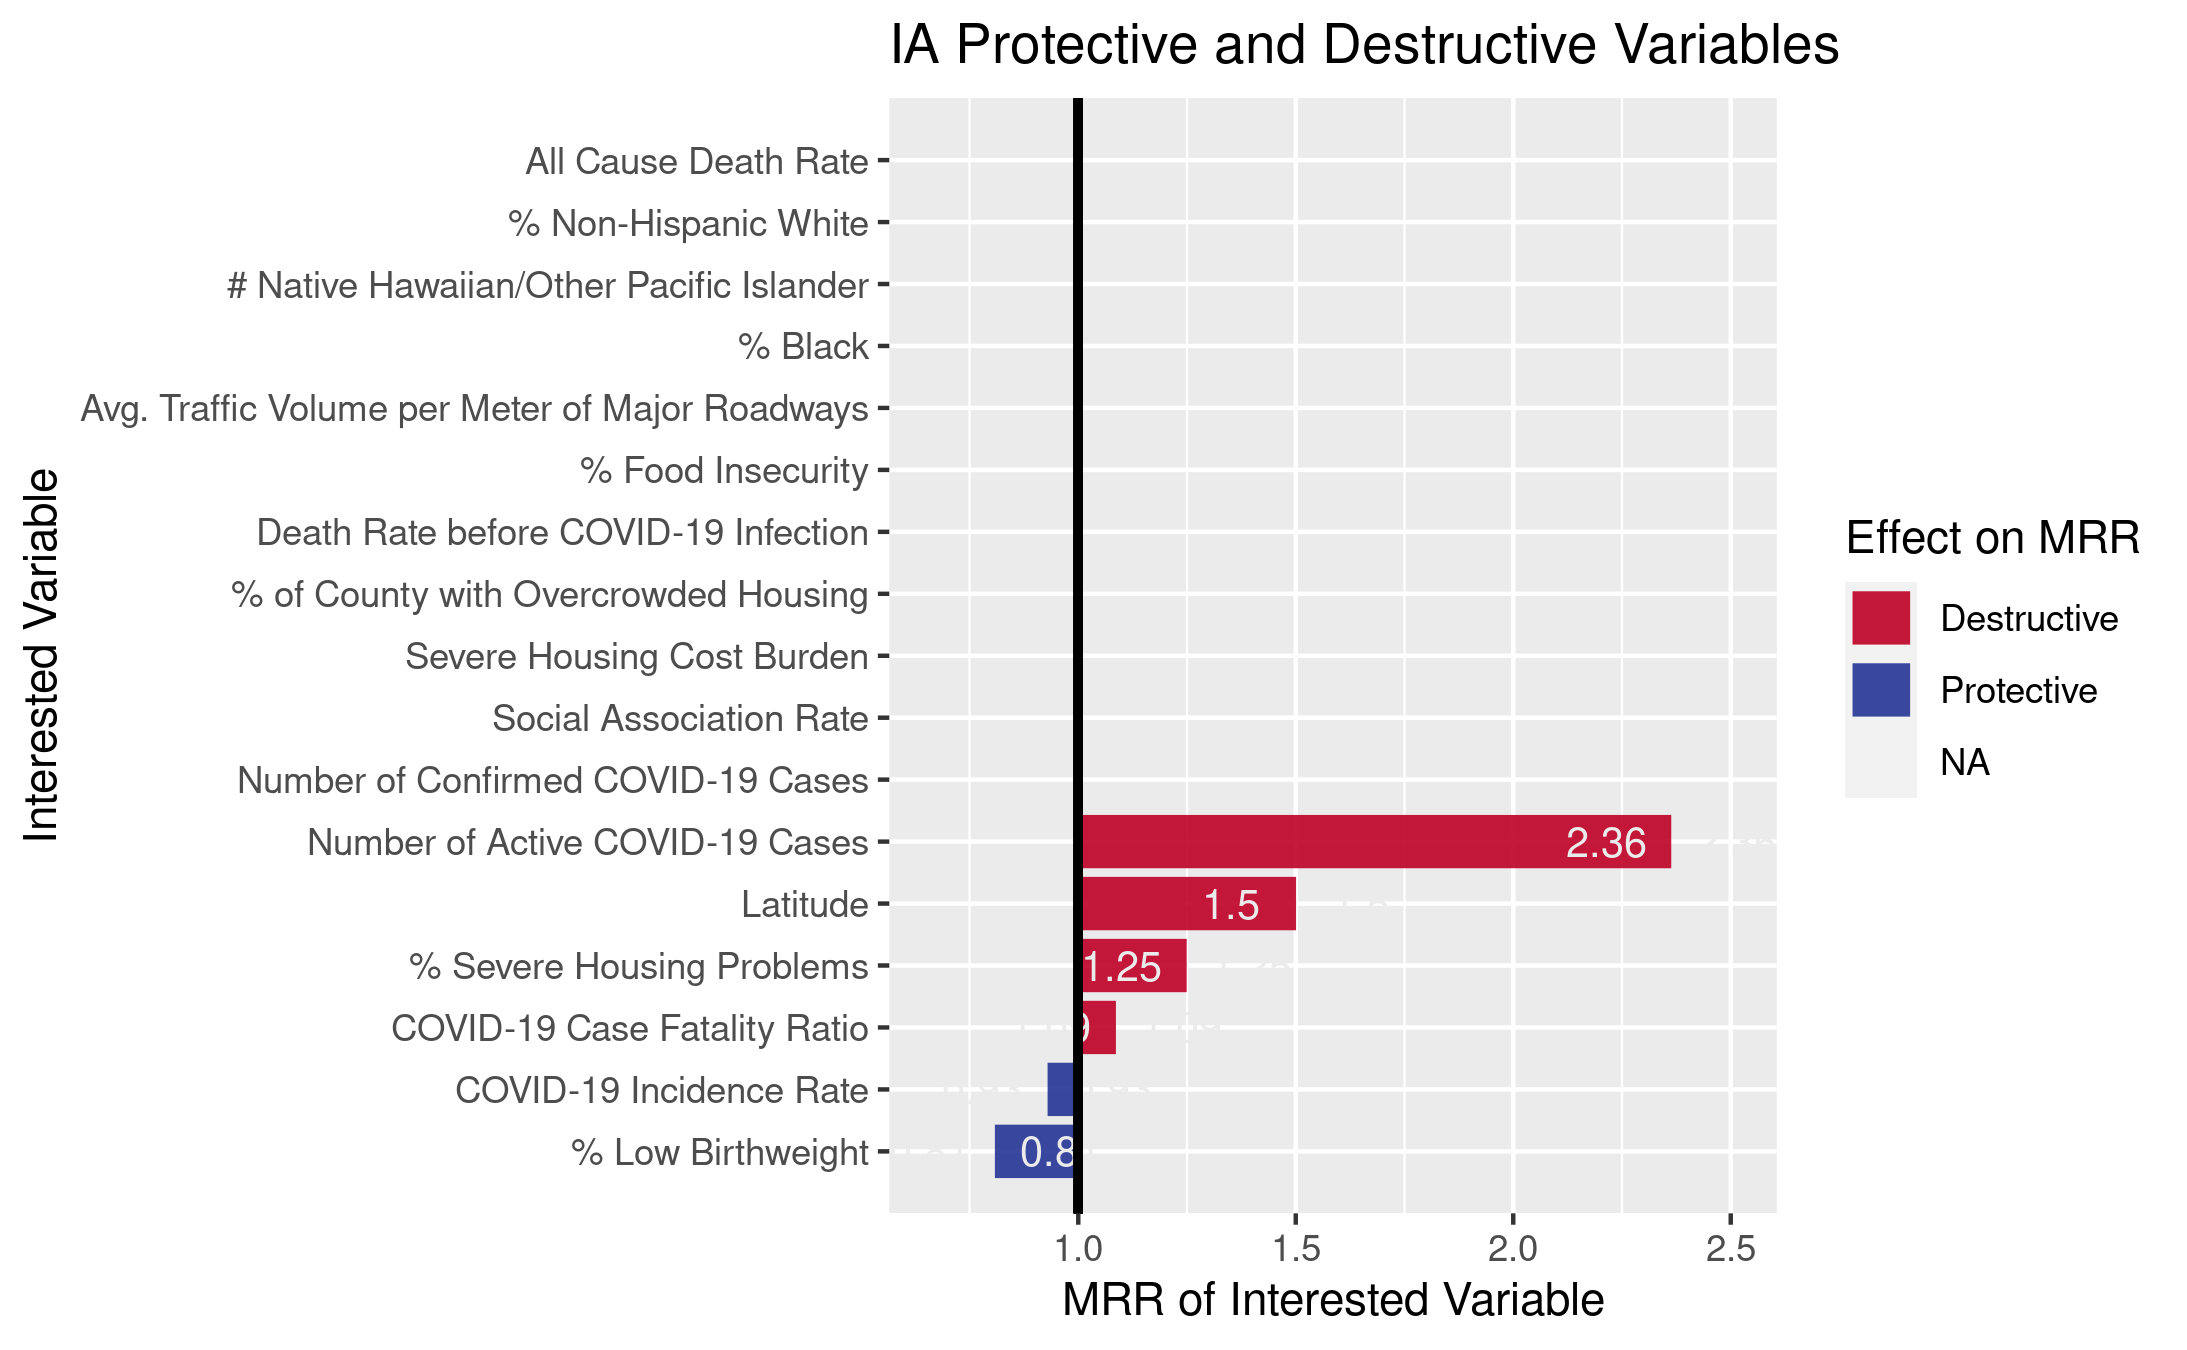 IA Protective and Destructive Variables
Interested Variable
All Cause Death Rate
% Non-Hispanic White
# Native Hawaiian/Other Pacific Islander
% Black
Avg. Traffic Volume per Meter of Major Roadways
% Food Insecurity
Death Rate before COVID-19 Infection
% of County with Overcrowded Housing
Severe Housing Cost Burden
Social Association Rate
Number of Confirmed COVID-19 Cases
Number of Active COVID-19 Cases 2.36
Latitude 1.5
% Severe Housing Problems 1.25
COVID-19 Case Fatality Ratio
COVID-19 Incidence Rate
% Low Birthweight
1.0 1.5 2.0 2.5
MRR of Interested Variable
Effect on MRR
Destructive
Protective
NA